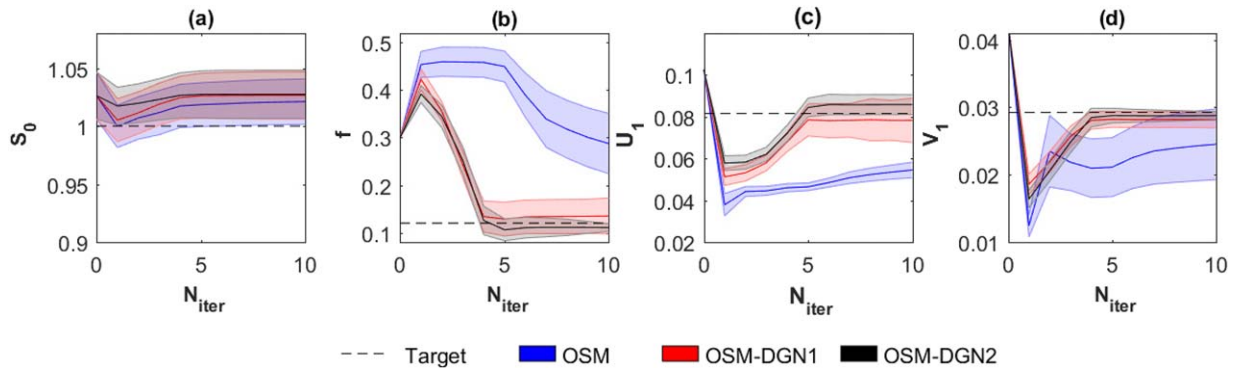 (a)
(b)
(c)
(d)
S0
1.05
1
0.95
0.9
0
5
10
Niter
f
0.5
0.4
0.3
0.2
0.1
0
5
10
Niter
U1
0.1
0.08
0.06
0.04
0.02
0
5
10
Niter
V1
0.04
0.03
0.02
0.01
0
5
10
Niter
Target
OSM
OSM-DGN1
OSM-DGN2